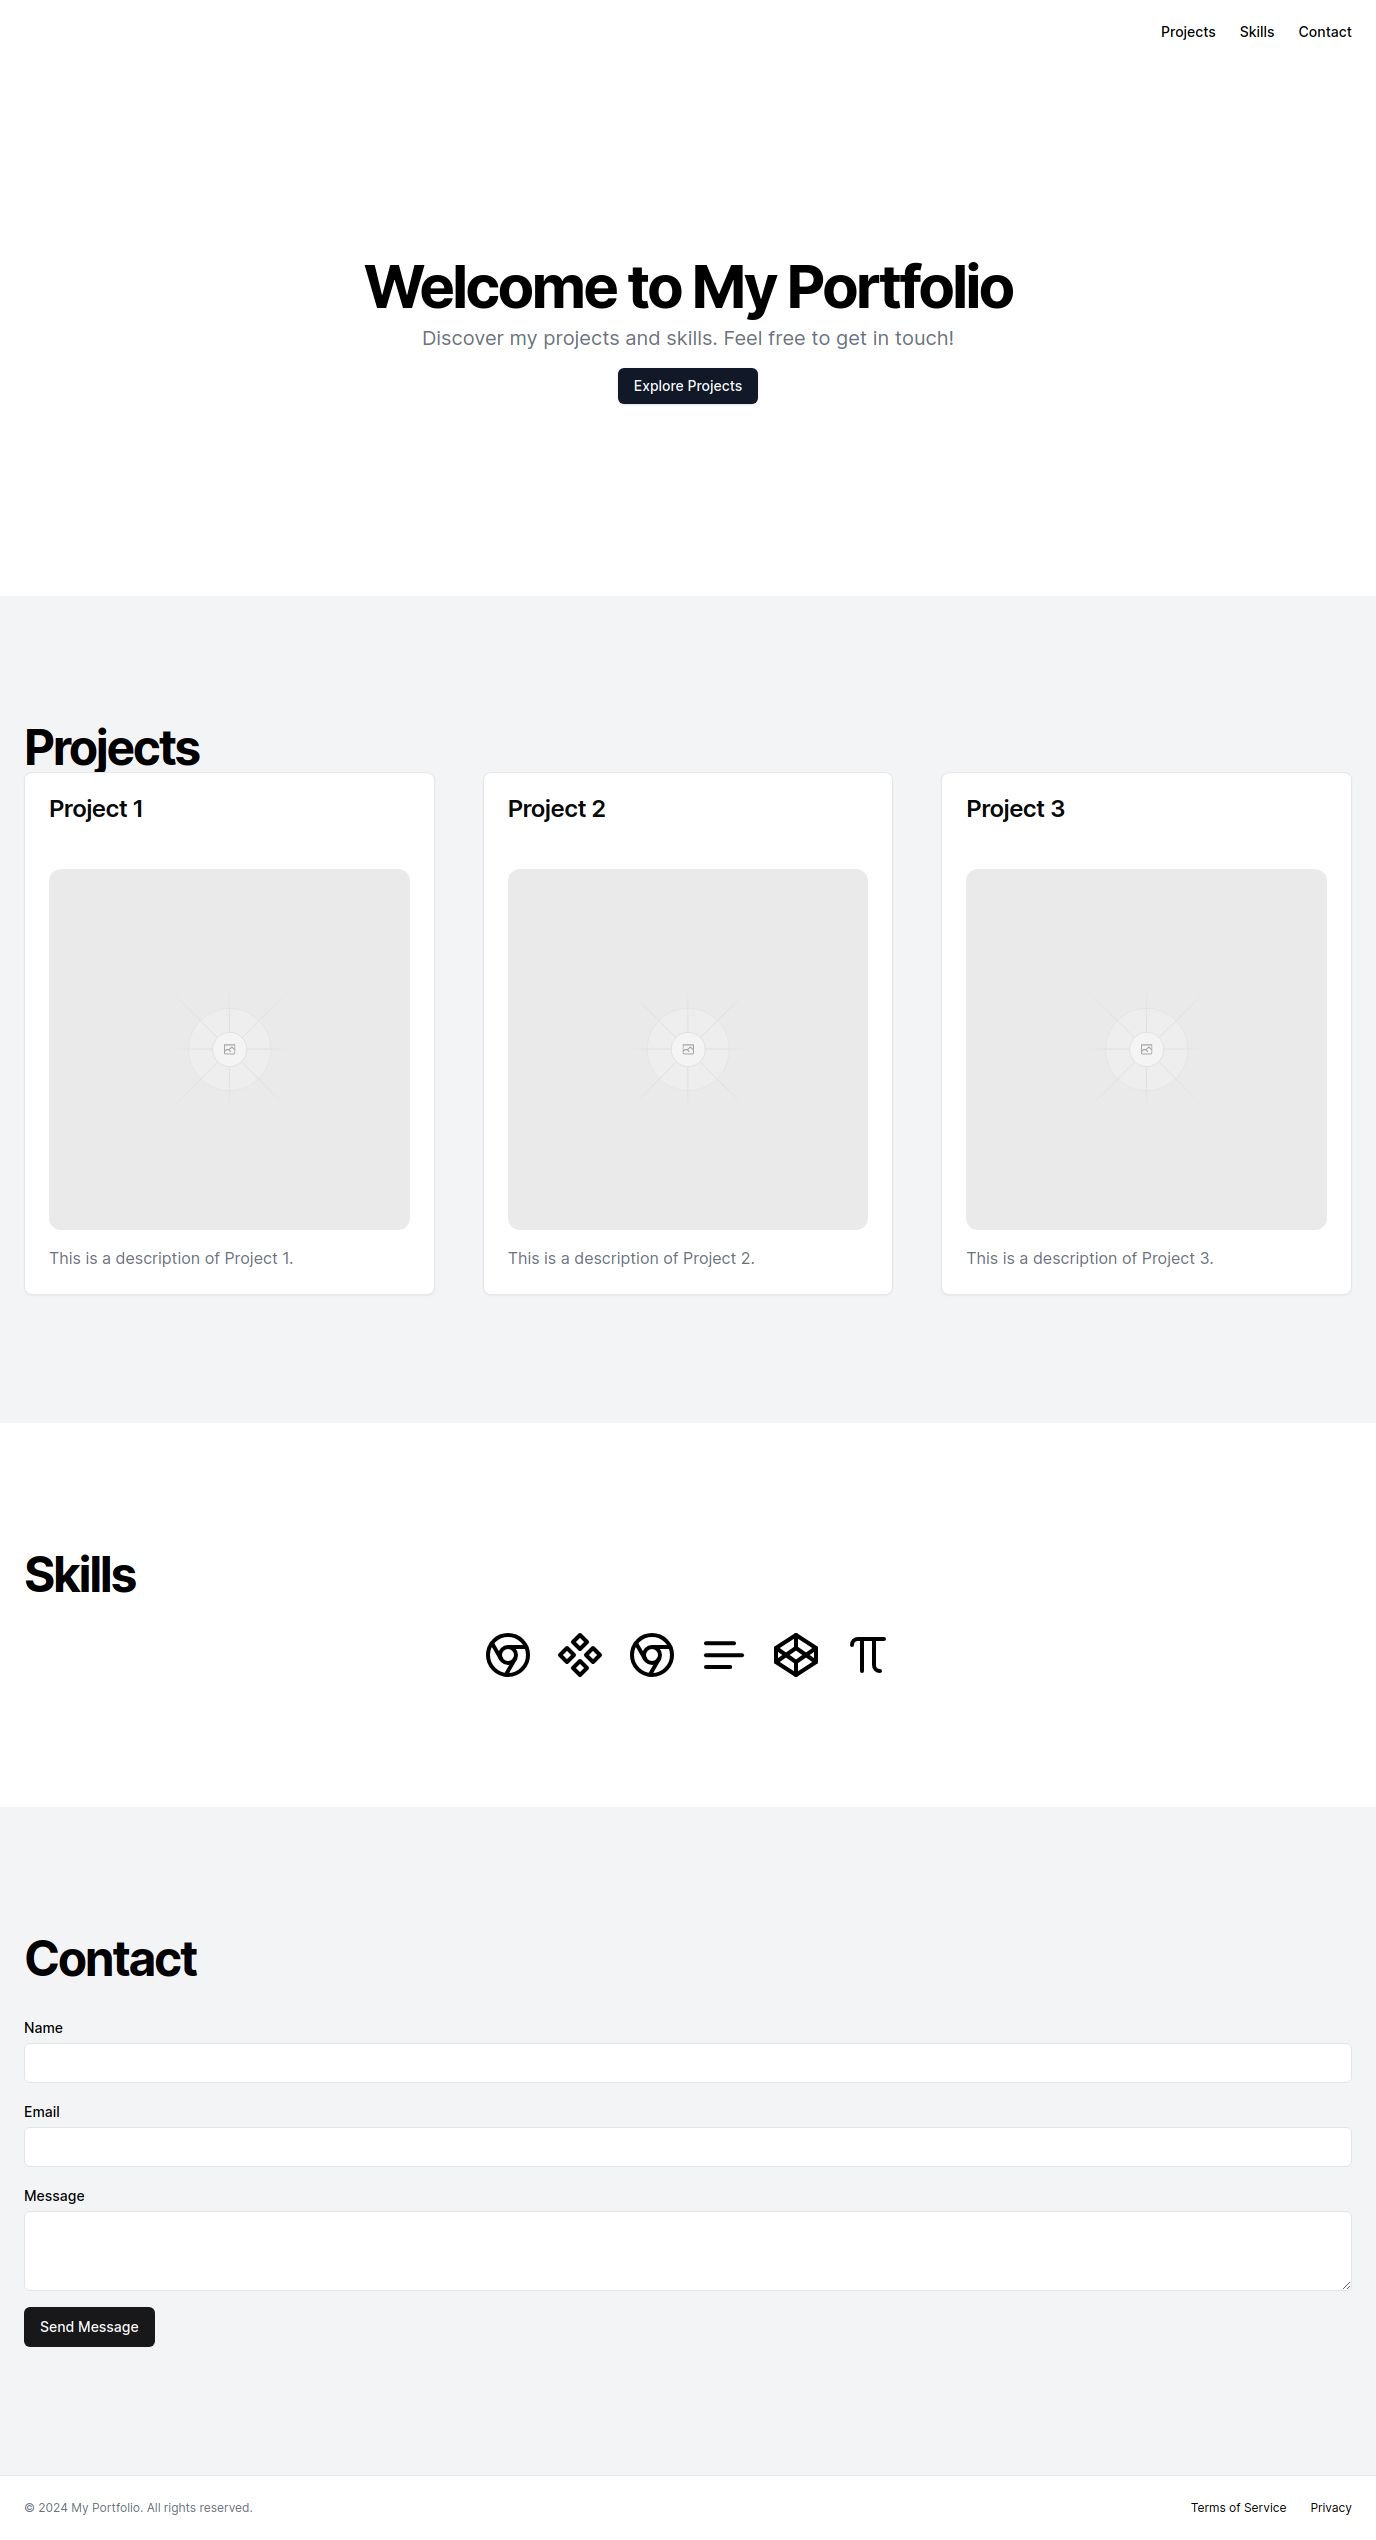 Projects Skills Contact
Welcome to My Portfolio
Discover my projects and skills. Feel free to get in touch!
Explore Projects
Projects
Project 1
This is a description of Project 1.
Project 2
This is a description of Project 2.
Project 3
This is a description of Project 3.
Skills
Contact
Name
Email
Message
Send Message
© 2024 My Portfolio. All rights reserved.
Terms of Service Privacy